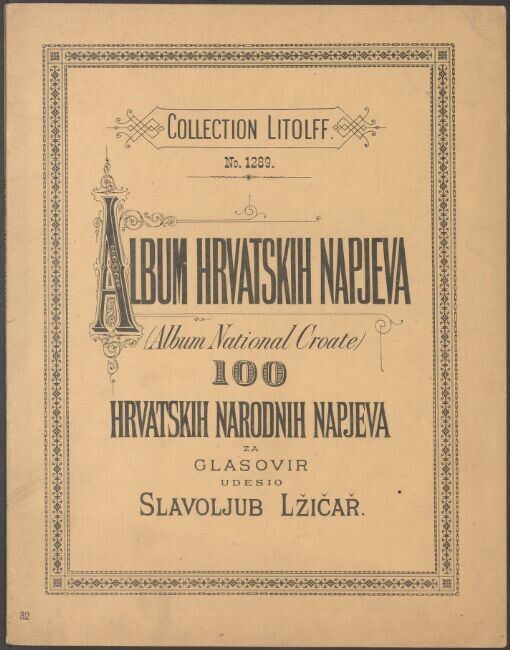 COLLECTION LITOLFF.
No. 1289.
ALBUM HRVATSKIH NAPJEVA
(Album National Croate)
100
HRVATSKIH NARODNIH NAPJEVA
ZA
GLASOVIR
UDESIO
SLAVOLJUB LŽIČAŘ.
82